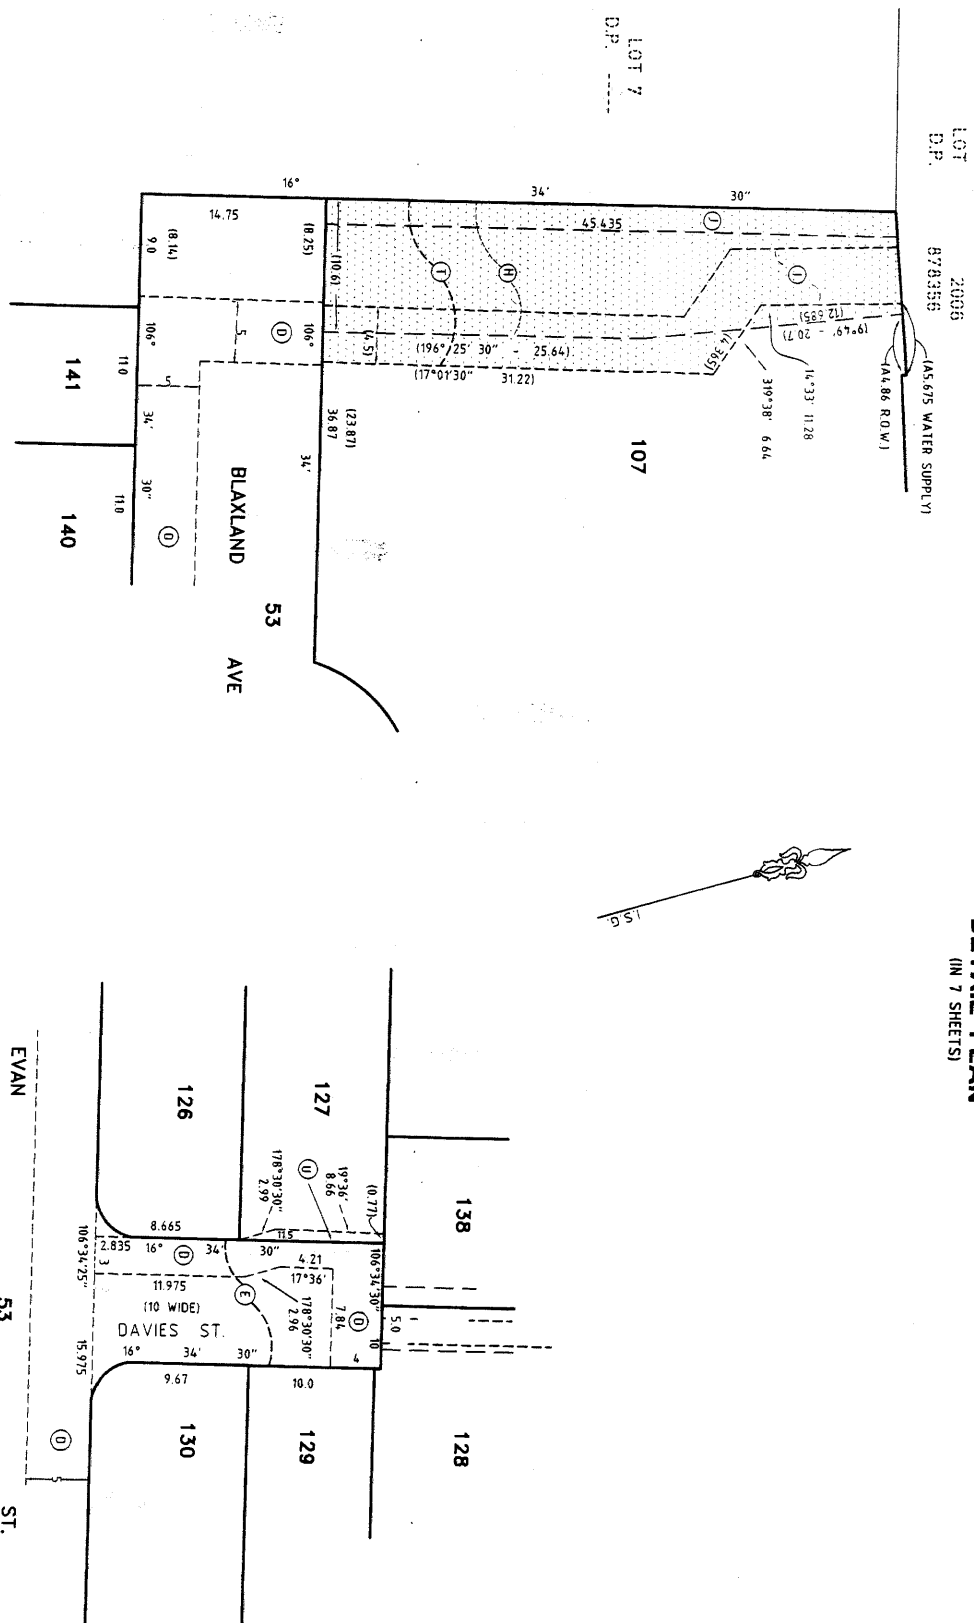 (IN 7 SHEETS)
LOT 2006
D.P. 878356
LOT 7
D.P. -----
(A5.675 WATER SUPPLY)
(A4.86 R.O.W.)
16° 34' 30"
45.435
J
I
H
T
(12.685)
(9°49' - 20.7)
14°33' 11.28
319°38' 6.64
(4.365)
(196° 25' 30" - 25.64)
(17°01'30" 31.22)
(4.5)
(10.6)
(8.25)
14.75
(8.14)
9.0
107
(23.87)
36.87
106° 34'
D
5
106° 34' 30"
5
11.0
11.0
D
BLAXLAND AVE
53
141
140
I.S.G.
138
128
127
126
129
130
(0.77)
19°36'
8.66
U
178°30'30"
2.99
11.5
106°34'30"
5.0
10
D
7.84
4
4.21
17°36'
178°30'30"
2.96
E
8.665
2.835 16° 34' 30"
D
3
11.975
(10 WIDE)
DAVIES ST.
16° 34' 30"
9.67
10.0
106°34'25"
15.975
D
5
EVAN ST.
53